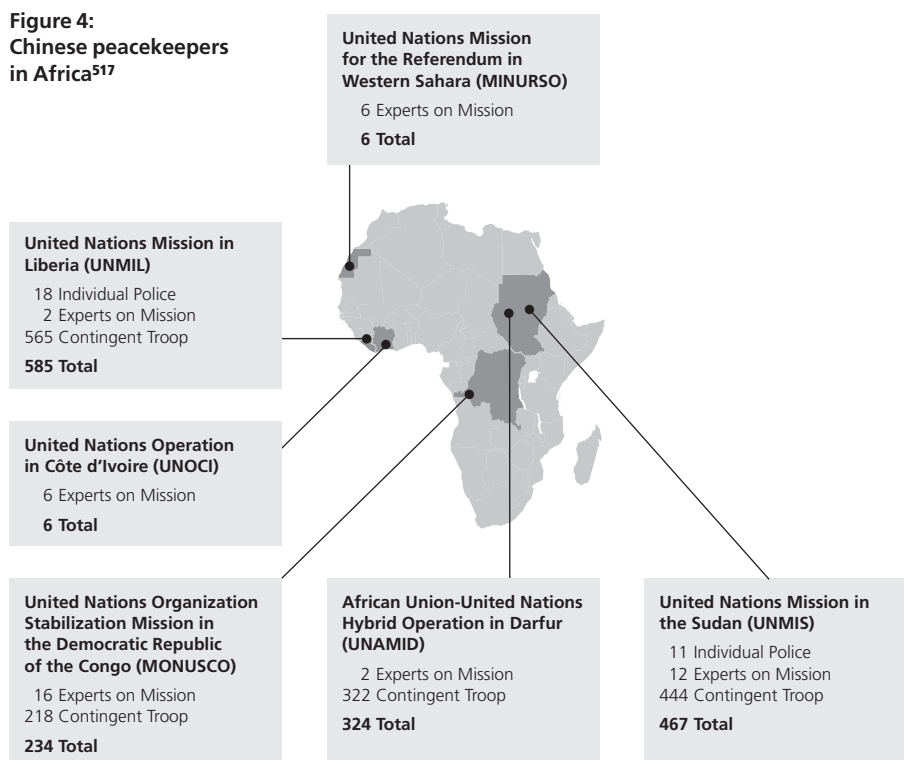 Figure 4:
Chinese peacekeepers
in Africa517
United Nations Mission
for the Referendum in
Western Sahara (MINURSO)
6 Experts on Mission
6 Total
United Nations Mission in
Liberia (UNMIL)
18 Individual Police
2 Experts on Mission
565 Contingent Troop
585 Total
United Nations Operation
in Côte d’Ivoire (UNOCI)
6 Experts on Mission
6 Total
United Nations Organization
Stabilization Mission in
the Democratic Republic
of the Congo (MONUSCO)
16 Experts on Mission
218 Contingent Troop
234 Total
African Union-United Nations
Hybrid Operation in Darfur
(UNAMID)
2 Experts on Mission
322 Contingent Troop
324 Total
United Nations Mission in
the Sudan (UNMIS)
11 Individual Police
12 Experts on Mission
444 Contingent Troop
467 Total